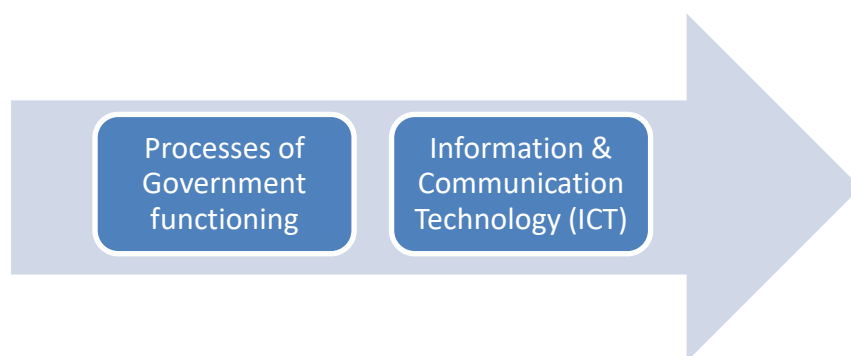 Processes of
Government
functioning
Information &
Communication
Technology (ICT)